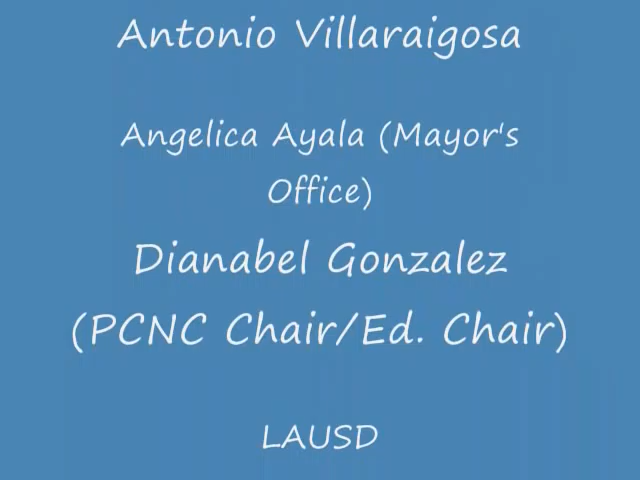 Antonio Villaraigosa
Angelica Ayala (Mayor's
Office)
Dianabel Gonzalez
(PCNC Chair/Ed. Chair)
LAUSD